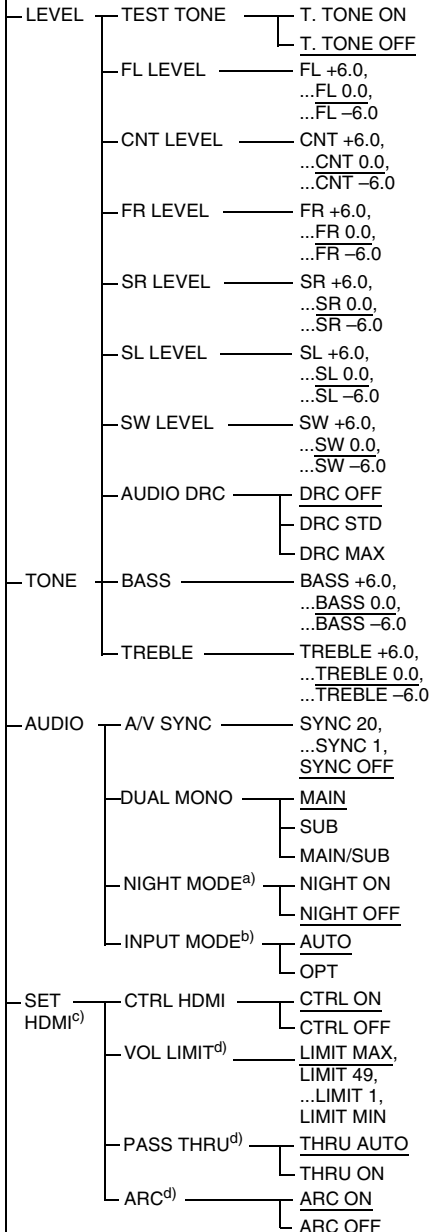 LEVEL TEST TONE T. TONE ON
T. TONE OFF
FL LEVEL FL +6.0,
...FL 0.0,
...FL –6.0
CNT LEVEL CNT +6.0,
...CNT 0.0,
...CNT –6.0
FR LEVEL FR +6.0,
...FR 0.0,
...FR –6.0
SR LEVEL SR +6.0,
...SR 0.0,
...SR –6.0
SL LEVEL SL +6.0,
...SL 0.0,
...SL –6.0
SW LEVEL SW +6.0,
...SW 0.0,
...SW –6.0
AUDIO DRC DRC OFF
DRC STD
DRC MAX
TONE BASS BASS +6.0,
...BASS 0.0,
...BASS –6.0
TREBLE TREBLE +6.0,
...TREBLE 0.0,
...TREBLE –6.0
AUDIO A/V SYNC SYNC 20,
...SYNC 1,
SYNC OFF
DUAL MONO MAIN
SUB
MAIN/SUB
NIGHT MODEa) NIGHT ON
NIGHT OFF
INPUT MODEb) AUTO
OPT
SET CTRL HDMI CTRL ON
HDMIc) CTRL OFF
VOL LIMITd) LIMIT MAX,
LIMIT 49,
...LIMIT 1,
LIMIT MIN
PASS THRUd) THRU AUTO
THRU ON
ARCd) ARC ON
ARC OFF